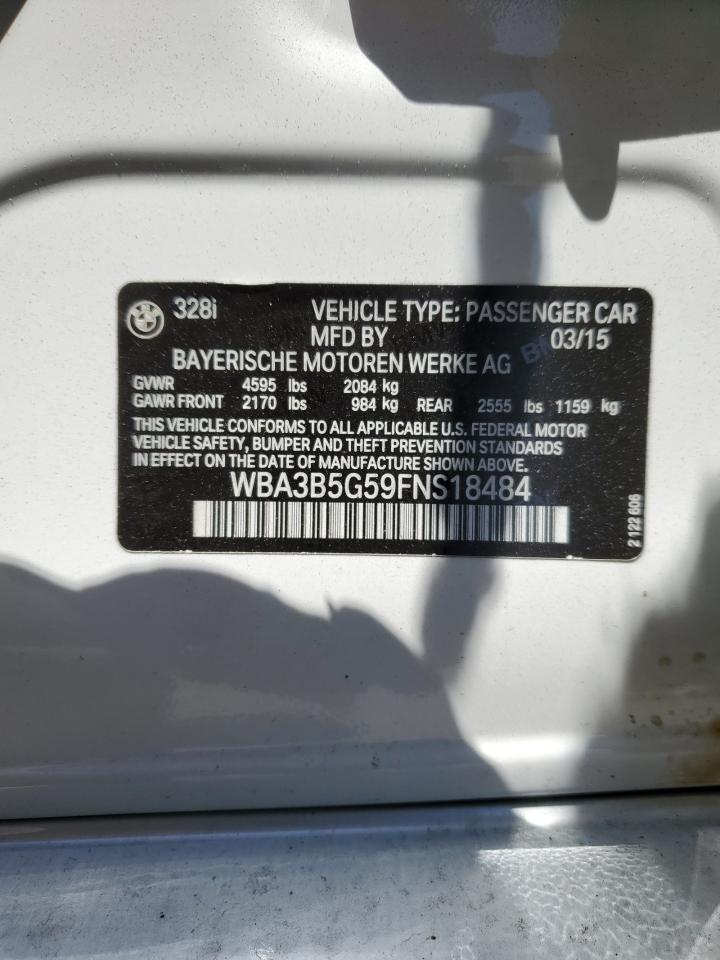 328i VEHICLE TYPE: PASSENGER CAR
MFD BY 03/15
BAYERISCHE MOTOREN WERKE AG
GVWR 4595 lbs 2084 kg
GAWR FRONT 2170 lbs 984 kg REAR 2555 lbs 1159 kg
THIS VEHICLE CONFORMS TO ALL APPLICABLE U.S. FEDERAL MOTOR
VEHICLE SAFETY, BUMPER AND THEFT PREVENTION STANDARDS
IN EFFECT ON THE DATE OF MANUFACTURE SHOWN ABOVE.
WBA3B5G59FNS18484
2 122 606